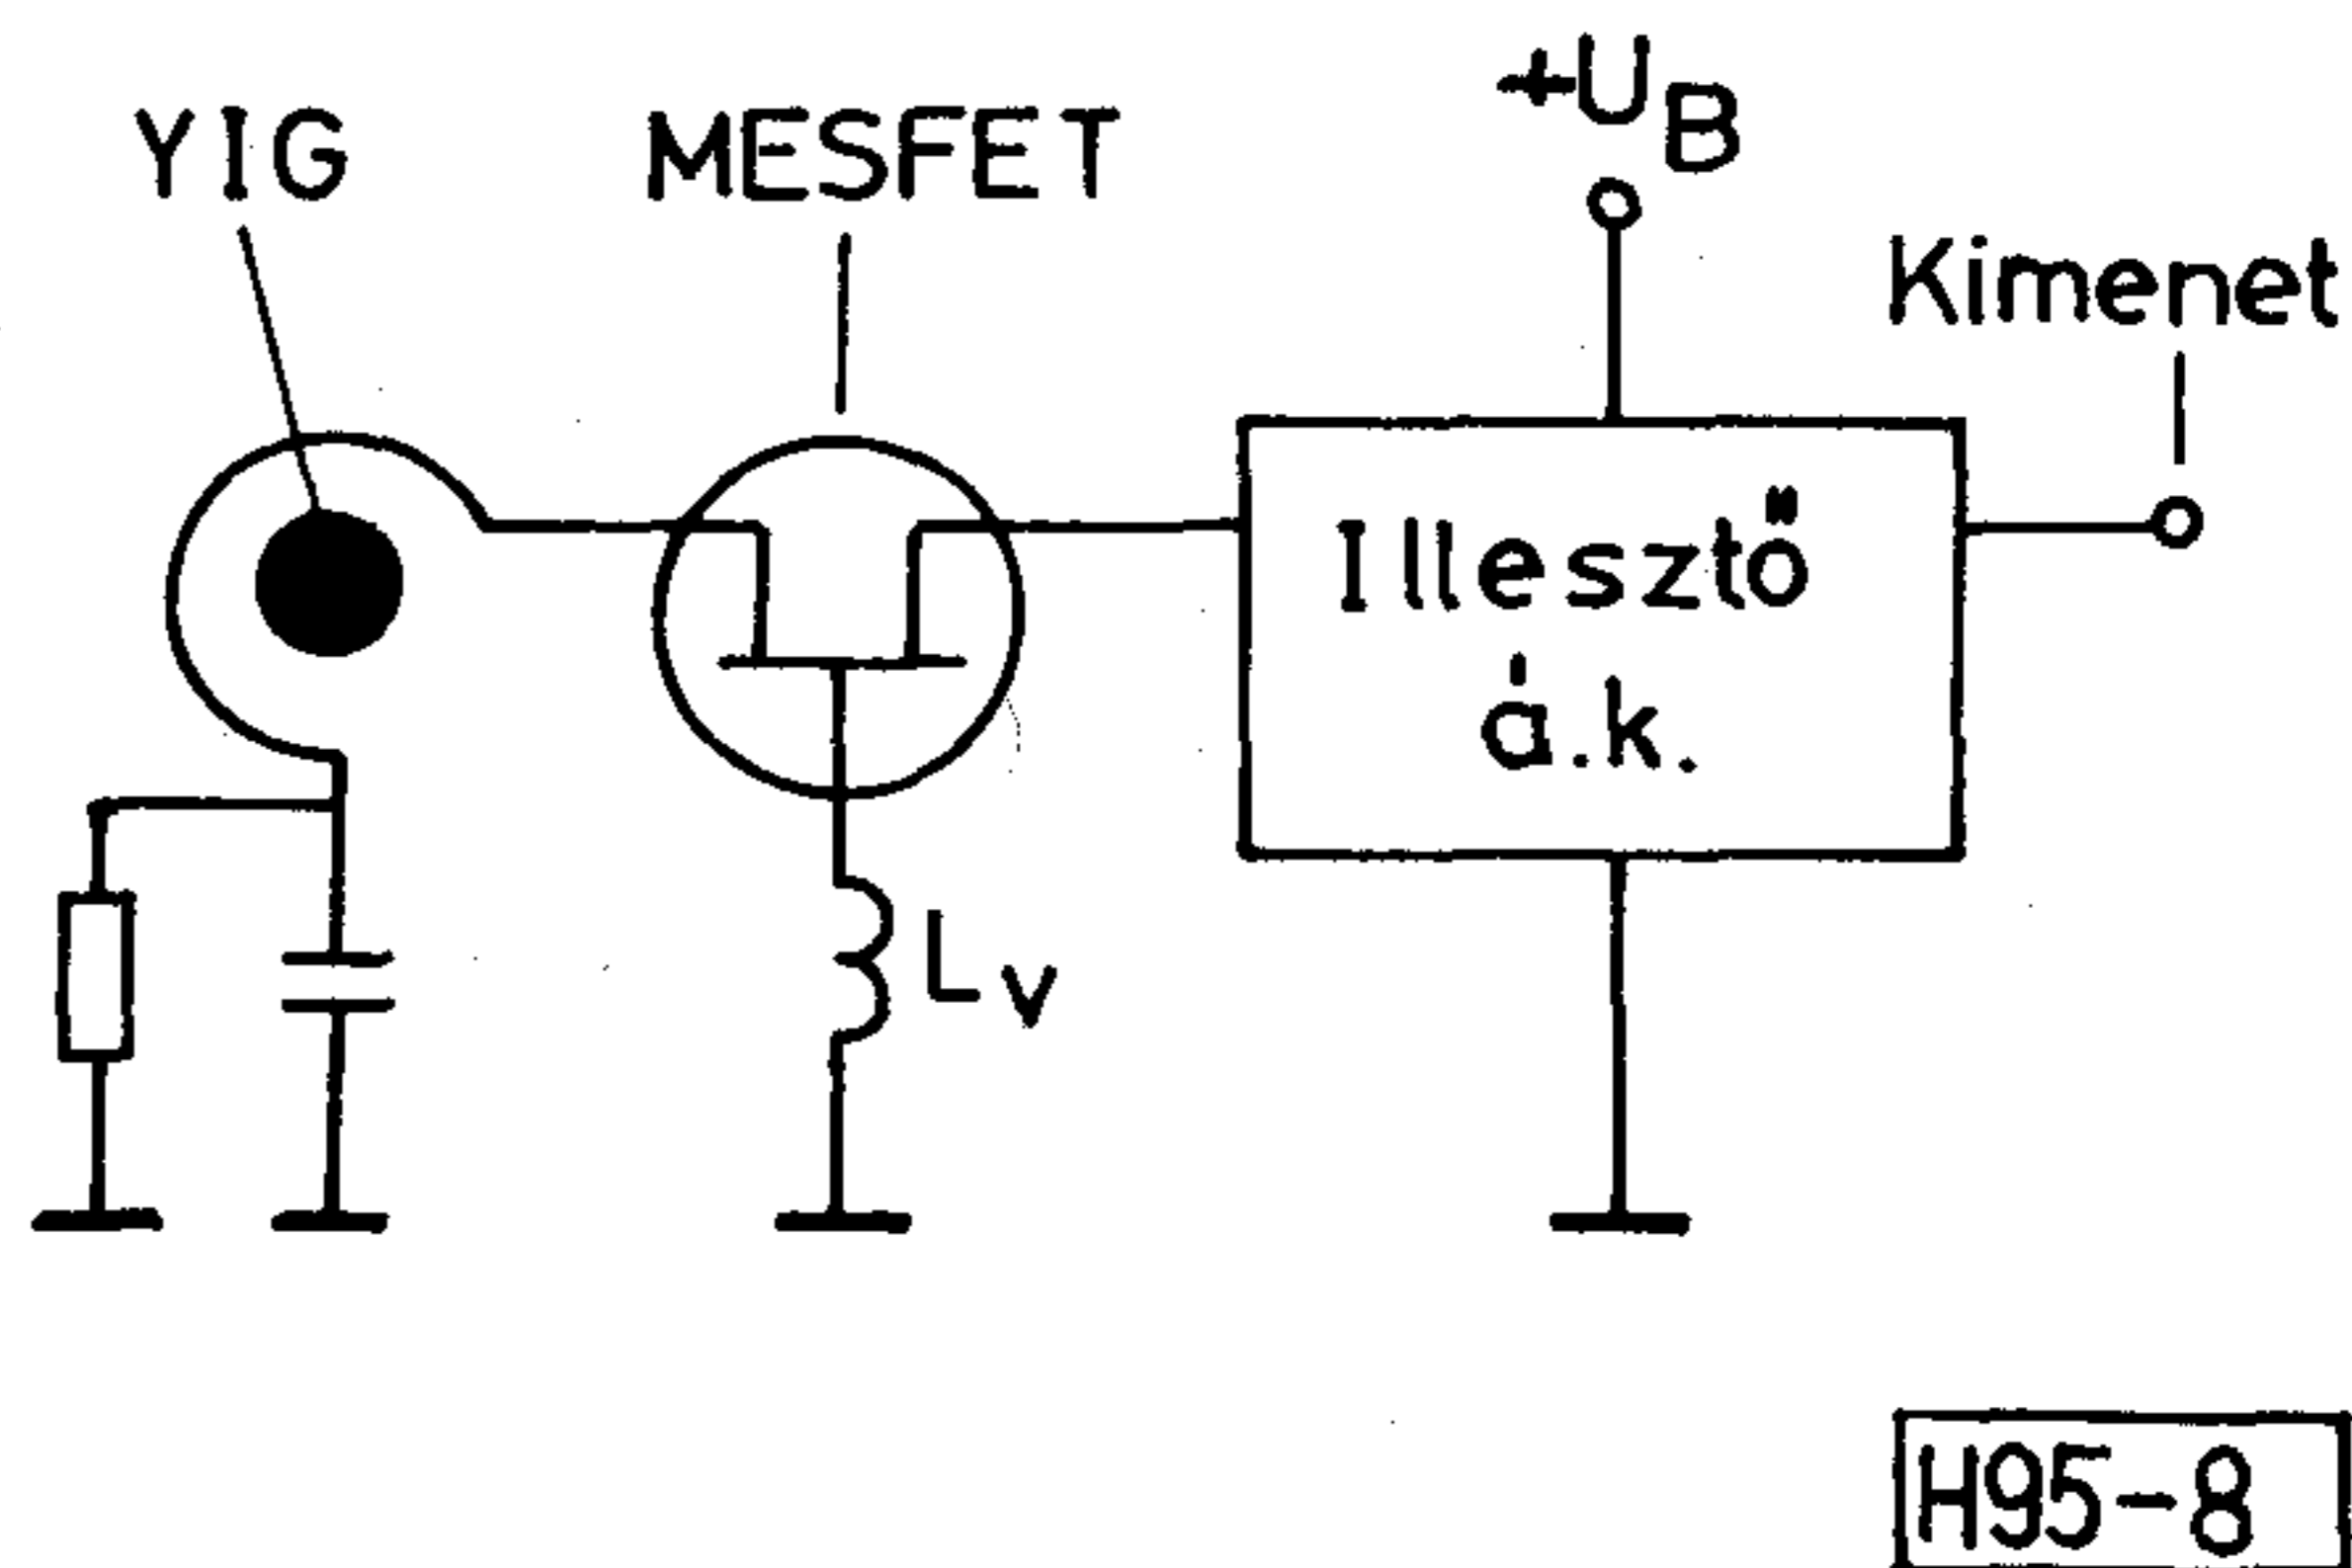 YIG
MESFET
+UB
Kimenet
Illesztő
á.k.
Lv
H95-8